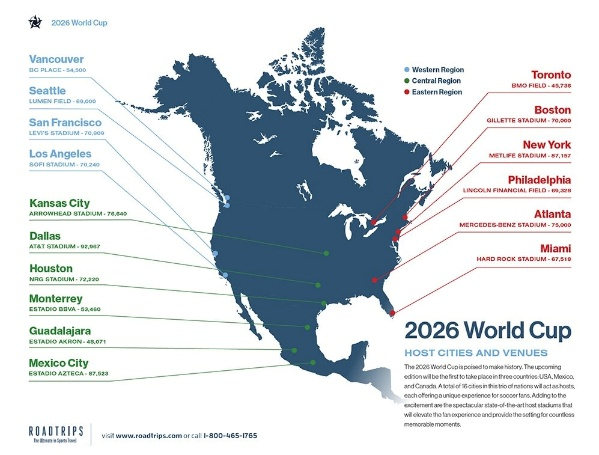 2026 World Cup
Vancouver
BC PLACE - 54,500
Seattle
LUMEN FIELD - 69,000
San Francisco
LEVI'S STADIUM - 70,909
Los Angeles
SOFI STADIUM - 70,240
Kansas City
ARROWHEAD STADIUM - 76,640
Dallas
AT&T STADIUM - 92,967
Houston
NRG STADIUM - 72,220
Monterrey
ESTADIO BBVA - 53,460
Guadalajara
ESTADIO AKRON - 48,071
Mexico City
ESTADIO AZTECA - 87,523
Western Region
Central Region
Eastern Region
Toronto
BMO FIELD - 45,736
Boston
GILLETTE STADIUM - 70,000
New York
METLIFE STADIUM - 87,157
Philadelphia
LINCOLN FINANCIAL FIELD - 69,328
Atlanta
MERCEDES-BENZ STADIUM - 75,000
Miami
HARD ROCK STADIUM - 67,518
2026 World Cup
HOST CITIES AND VENUES
The 2026 World Cup is poised to make history. The upcoming
edition will be the first to take place in three countries: USA, Mexico,
and Canada. A total of 16 cities in this trio of nations will act as hosts,
each offering a unique experience for soccer fans. Adding to the
excitement are the spectacular state-of-the-art host stadiums that
will elevate the fan experience and provide the setting for countless
memorable moments.
ROADTRIPS
The Ultimate in Sports Travel
visit www.roadtrips.com or call 1-800-465-1765